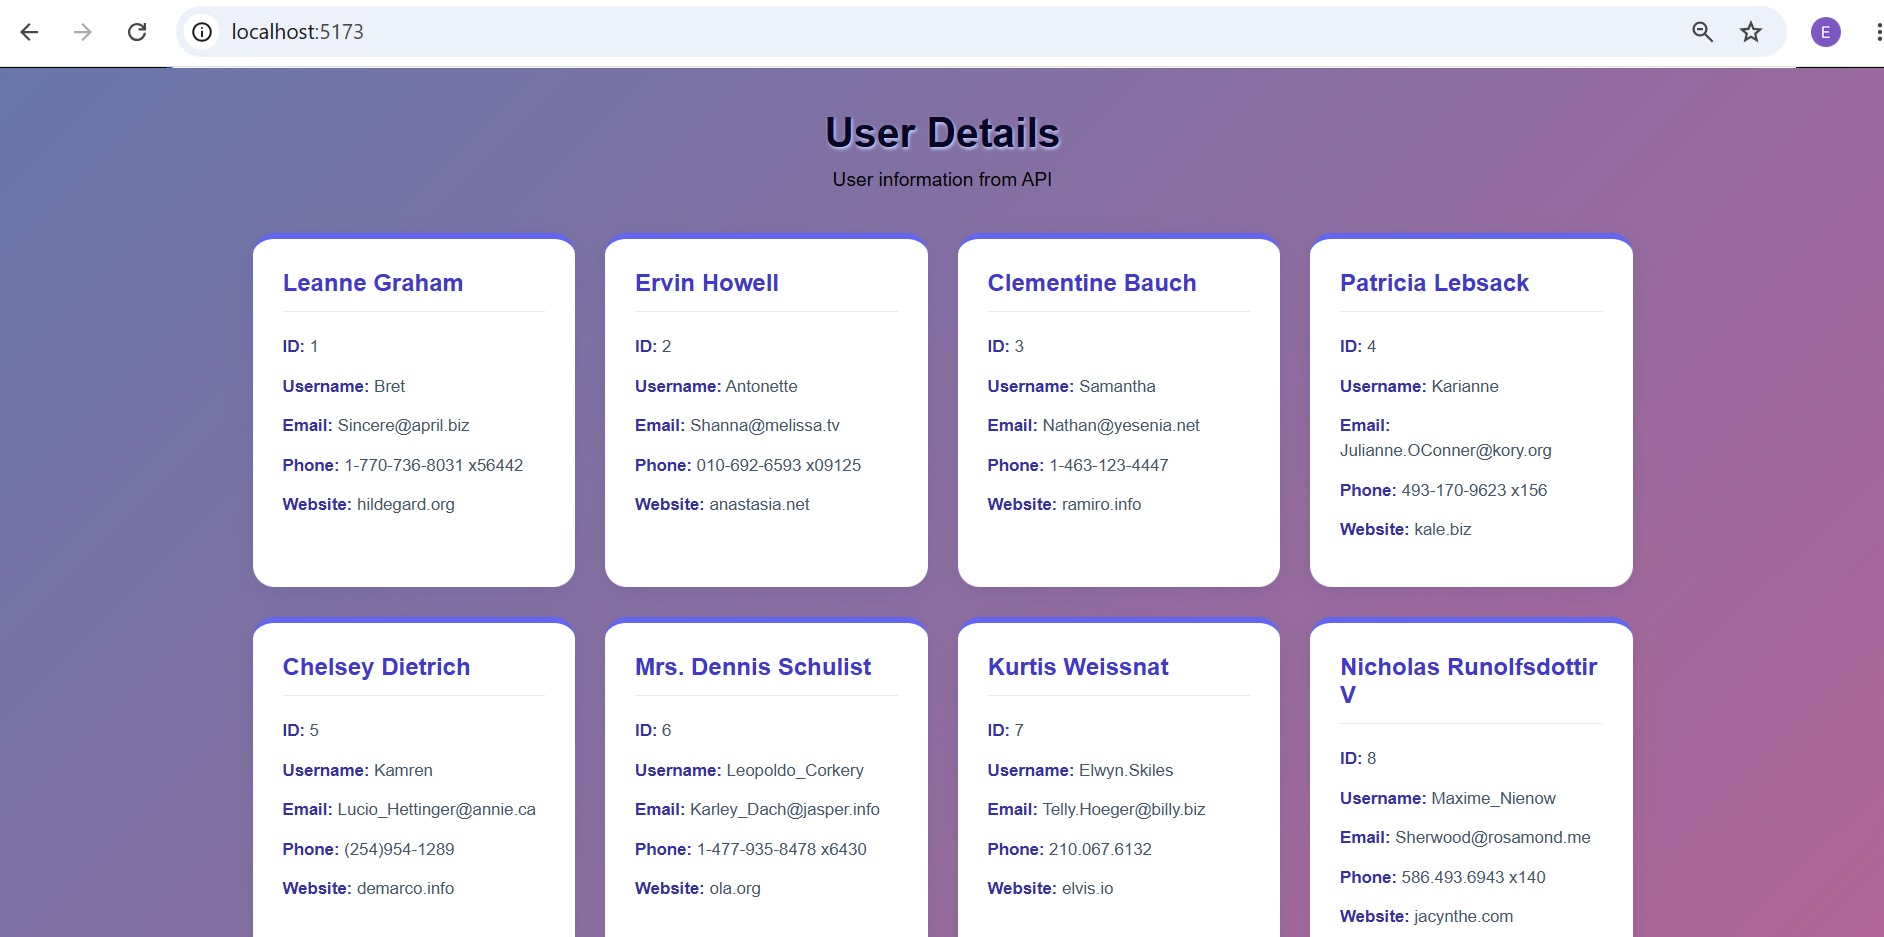 localhost:5173
E
User Details
User information from API
Leanne Graham
ID: 1
Username: Bret
Email: Sincere@april.biz
Phone: 1-770-736-8031 x56442
Website: hildegard.org
Ervin Howell
ID: 2
Username: Antonette
Email: Shanna@melissa.tv
Phone: 010-692-6593 x09125
Website: anastasia.net
Clementine Bauch
ID: 3
Username: Samantha
Email: Nathan@yesenia.net
Phone: 1-463-123-4447
Website: ramiro.info
Patricia Lebsack
ID: 4
Username: Karianne
Email:
Julianne.OConner@kory.org
Phone: 493-170-9623 x156
Website: kale.biz
Chelsey Dietrich
ID: 5
Username: Kamren
Email: Lucio_Hettinger@annie.ca
Phone: (254)954-1289
Website: demarco.info
Mrs. Dennis Schulist
ID: 6
Username: Leopoldo_Corkery
Email: Karley_Dach@jasper.info
Phone: 1-477-935-8478 x6430
Website: ola.org
Kurtis Weissnat
ID: 7
Username: Elwyn.Skiles
Email: Telly.Hoeger@billy.biz
Phone: 210.067.6132
Website: elvis.io
Nicholas Runolfsdottir
V
ID: 8
Username: Maxime_Nienow
Email: Sherwood@rosamond.me
Phone: 586.493.6943 x140
Website: jacynthe.com